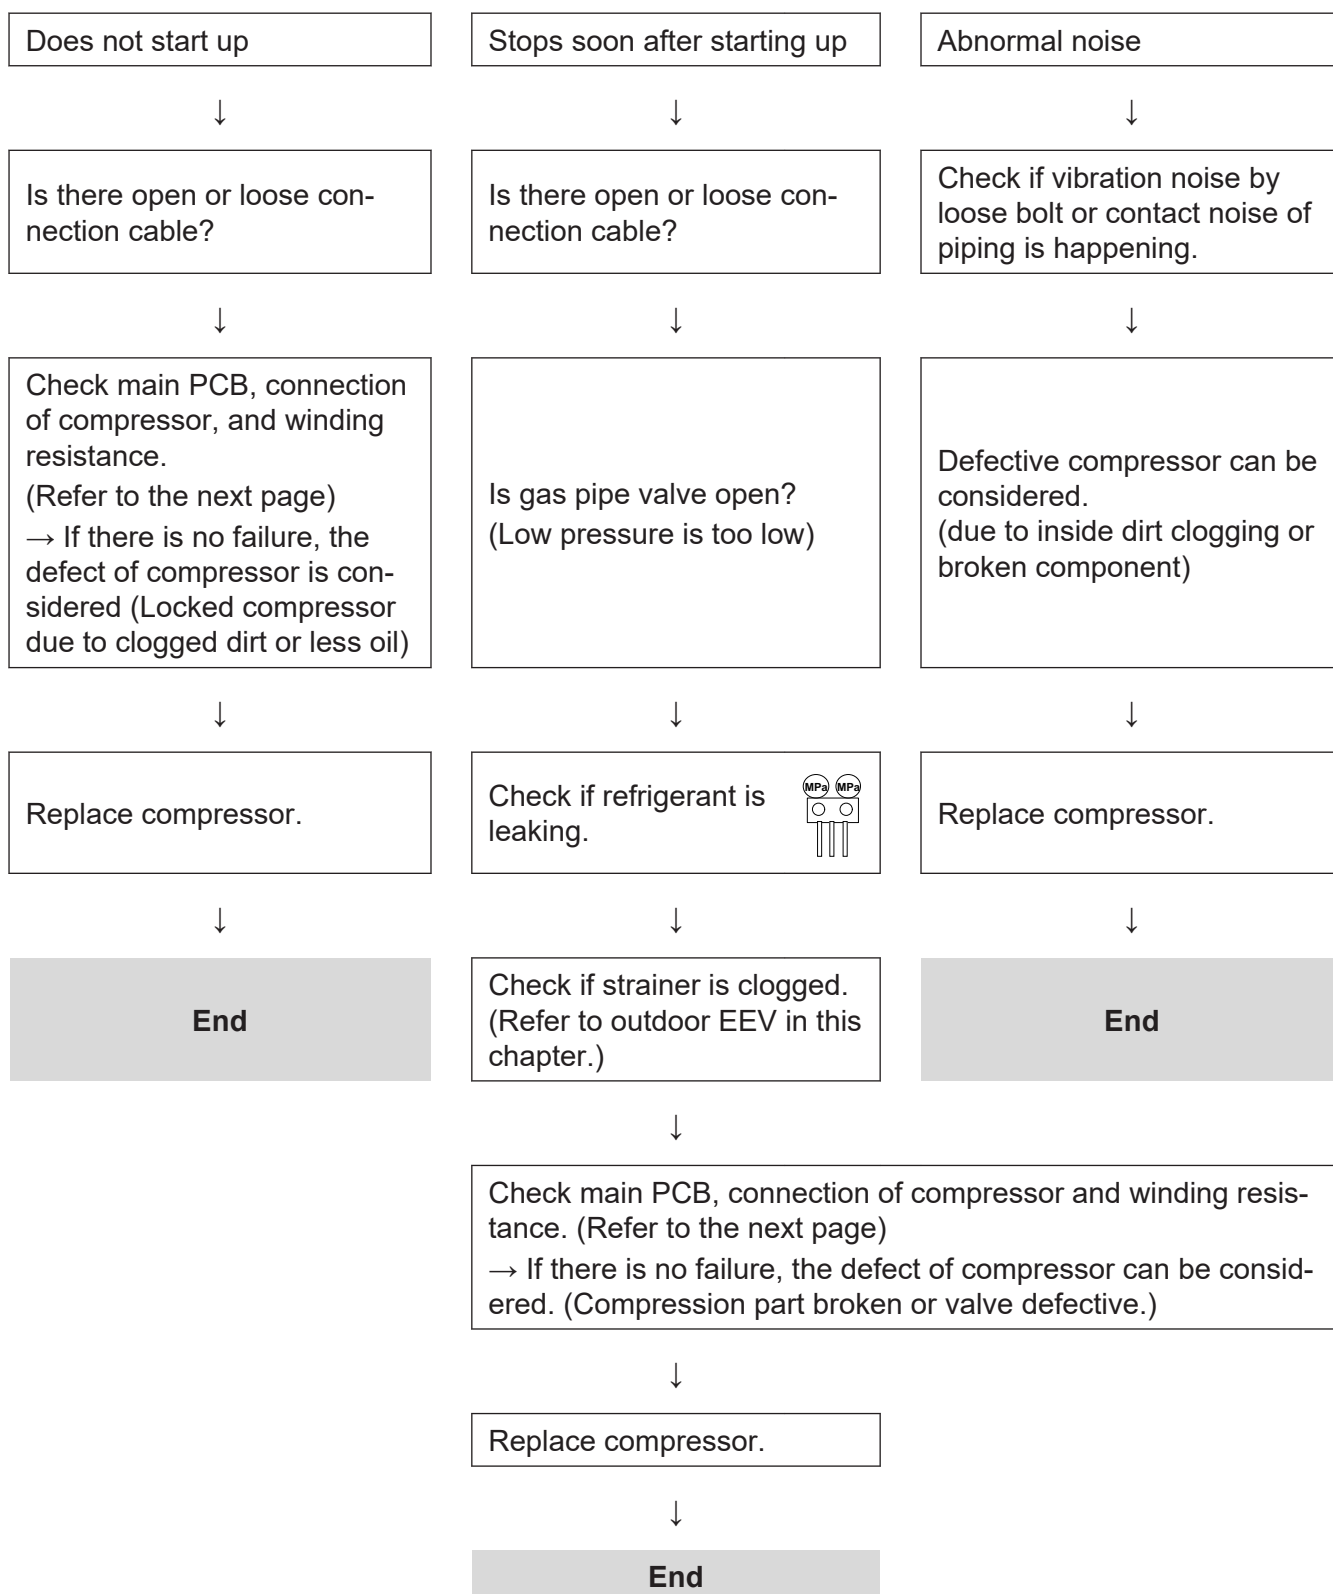 Does not start up
Is there open or loose con-
nection cable?
Check main PCB, connection
of compressor, and winding
resistance.
(Refer to the next page)
→ If there is no failure, the
defect of compressor is con-
sidered (Locked compressor
due to clogged dirt or less oil)
Replace compressor.
End
Stops soon after starting up
Is there open or loose con-
nection cable?
Is gas pipe valve open?
(Low pressure is too low)
Check if refrigerant is
leaking.
MPa MPa
Check if strainer is clogged.
(Refer to outdoor EEV in this
chapter.)
Check main PCB, connection of compressor and winding resis-
tance. (Refer to the next page)
→ If there is no failure, the defect of compressor can be consid-
ered. (Compression part broken or valve defective.)
Replace compressor.
End
Abnormal noise
Check if vibration noise by
loose bolt or contact noise of
piping is happening.
Defective compressor can be
considered.
(due to inside dirt clogging or
broken component)
Replace compressor.
End